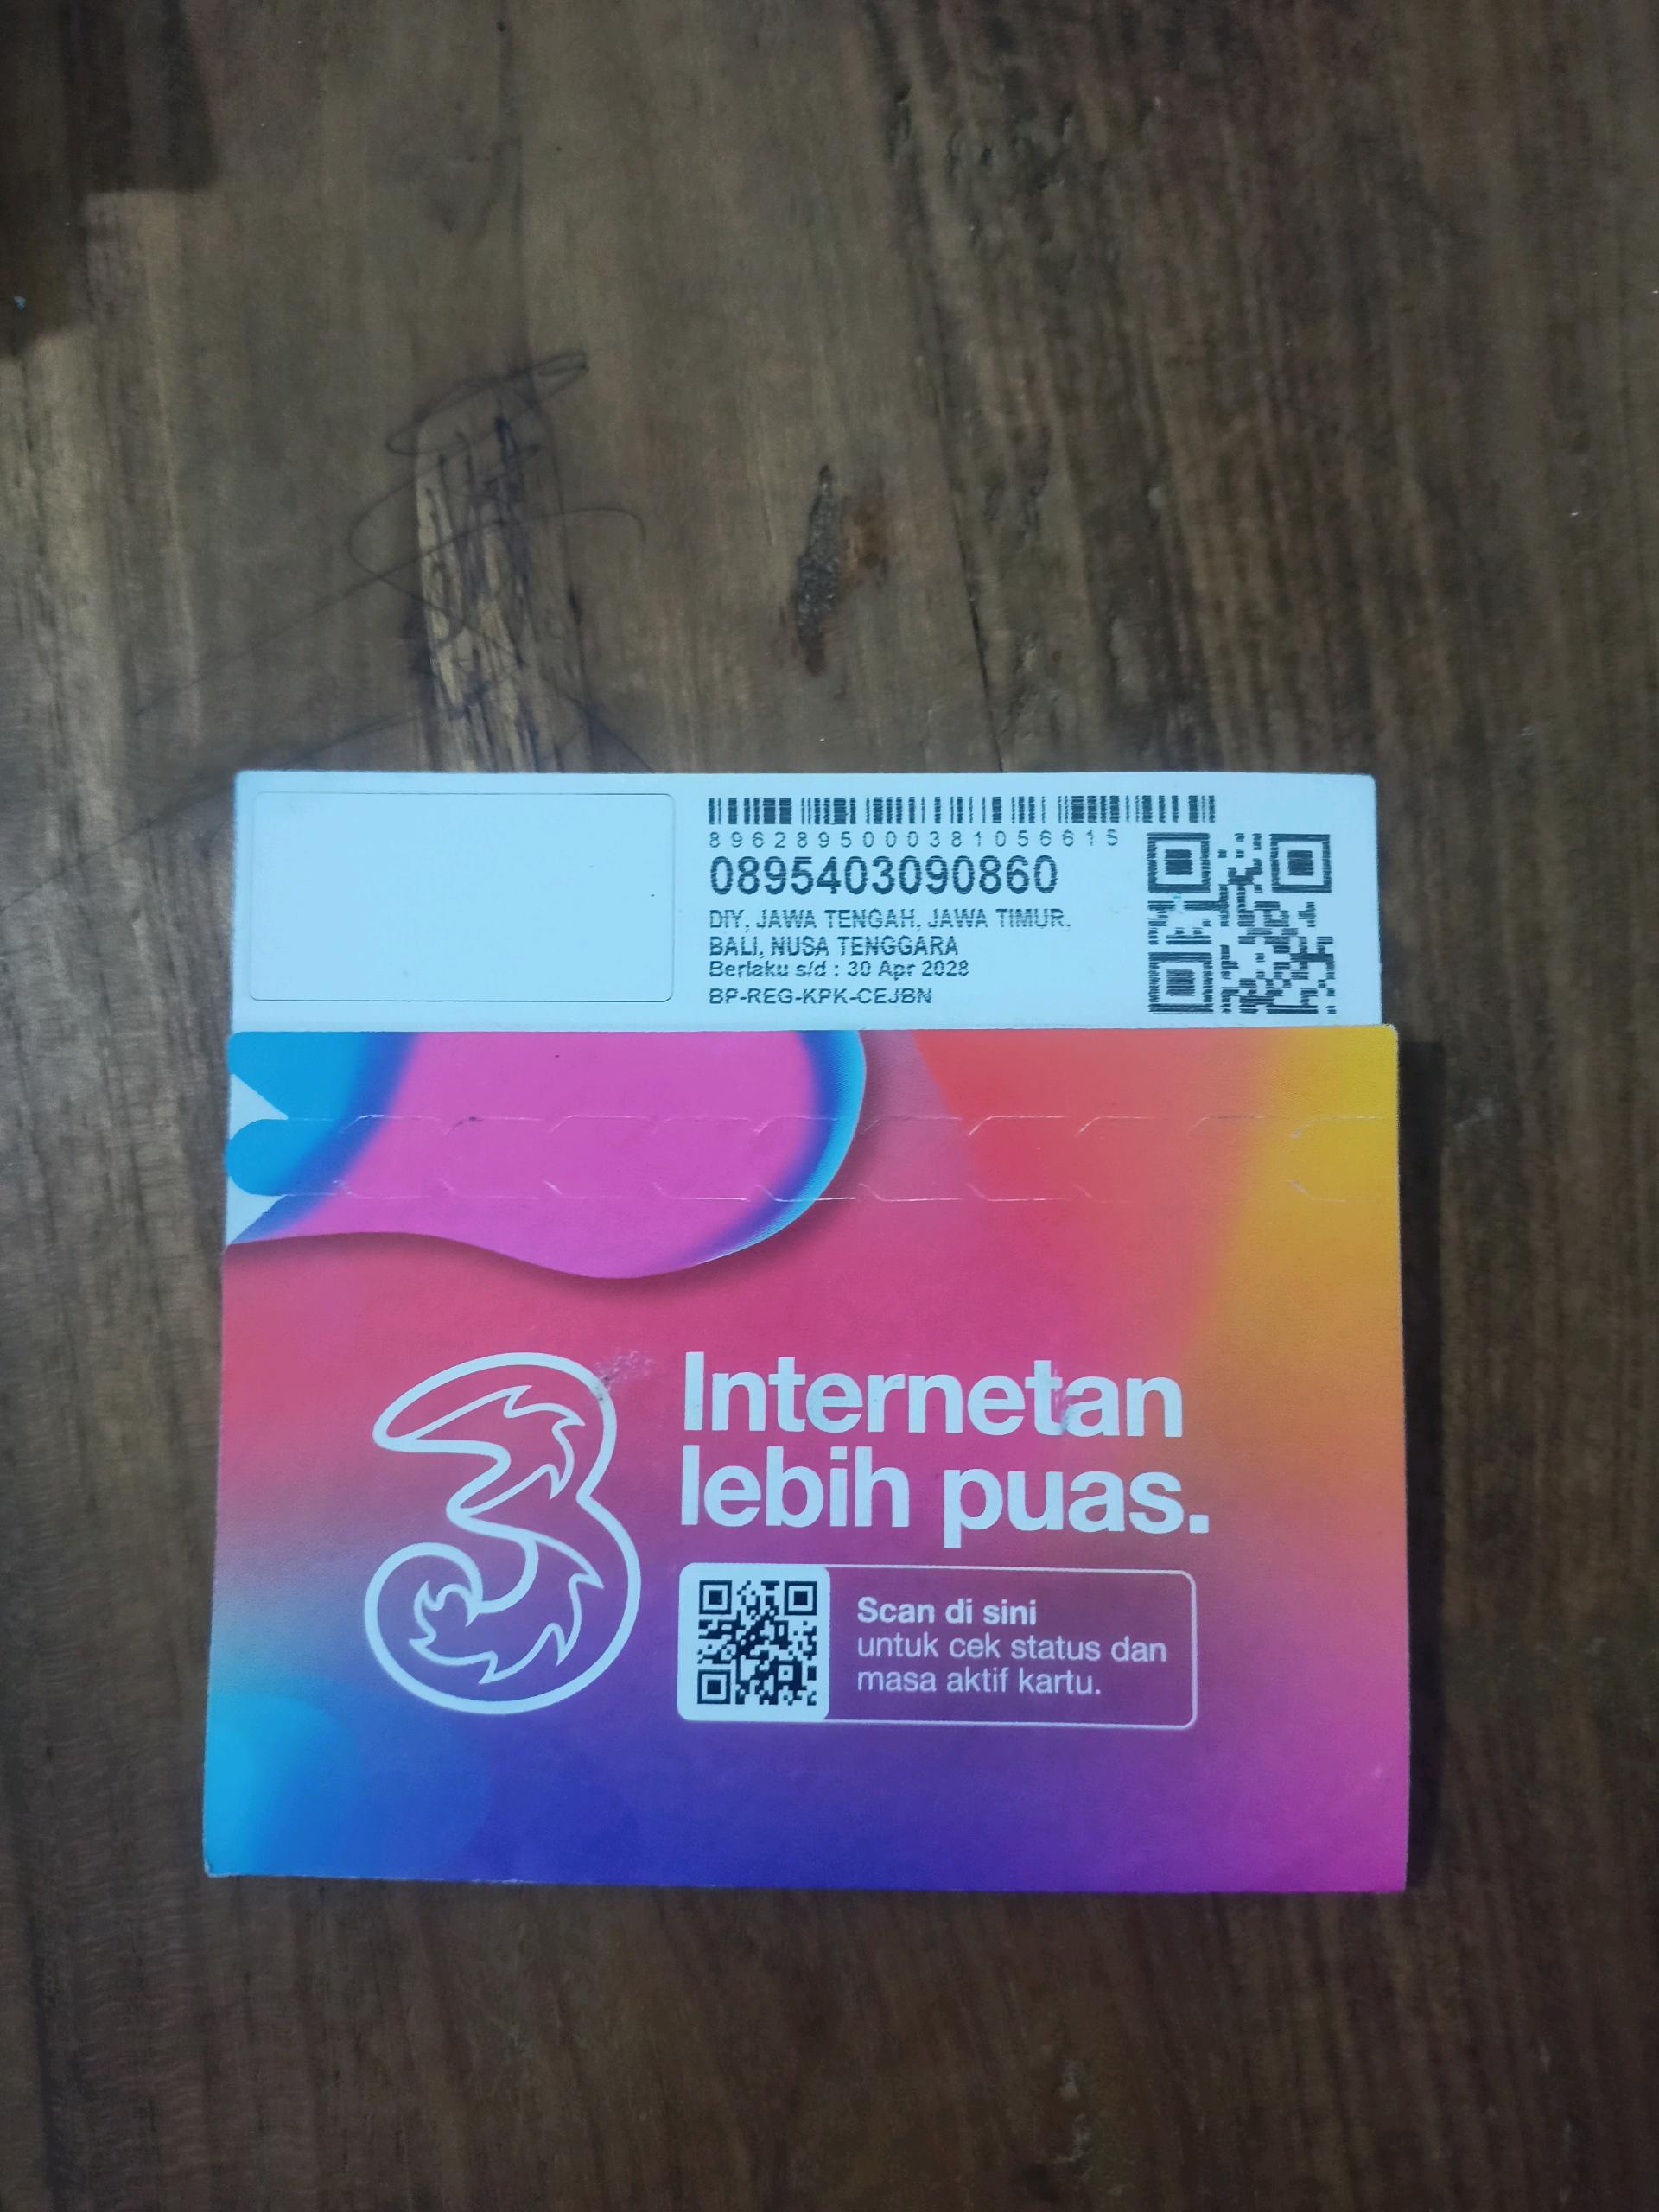 8962895000381056615
0895403090860
DIY, JAWA TENGAH, JAWA TIMUR,
BALI, NUSA TENGGARA
Berlaku s/d : 30 Apr 2028
BP-REG-KPK-CEJBN
3
Internetan
lebih puas.
Scan di sini
untuk cek status dan
masa aktif kartu.